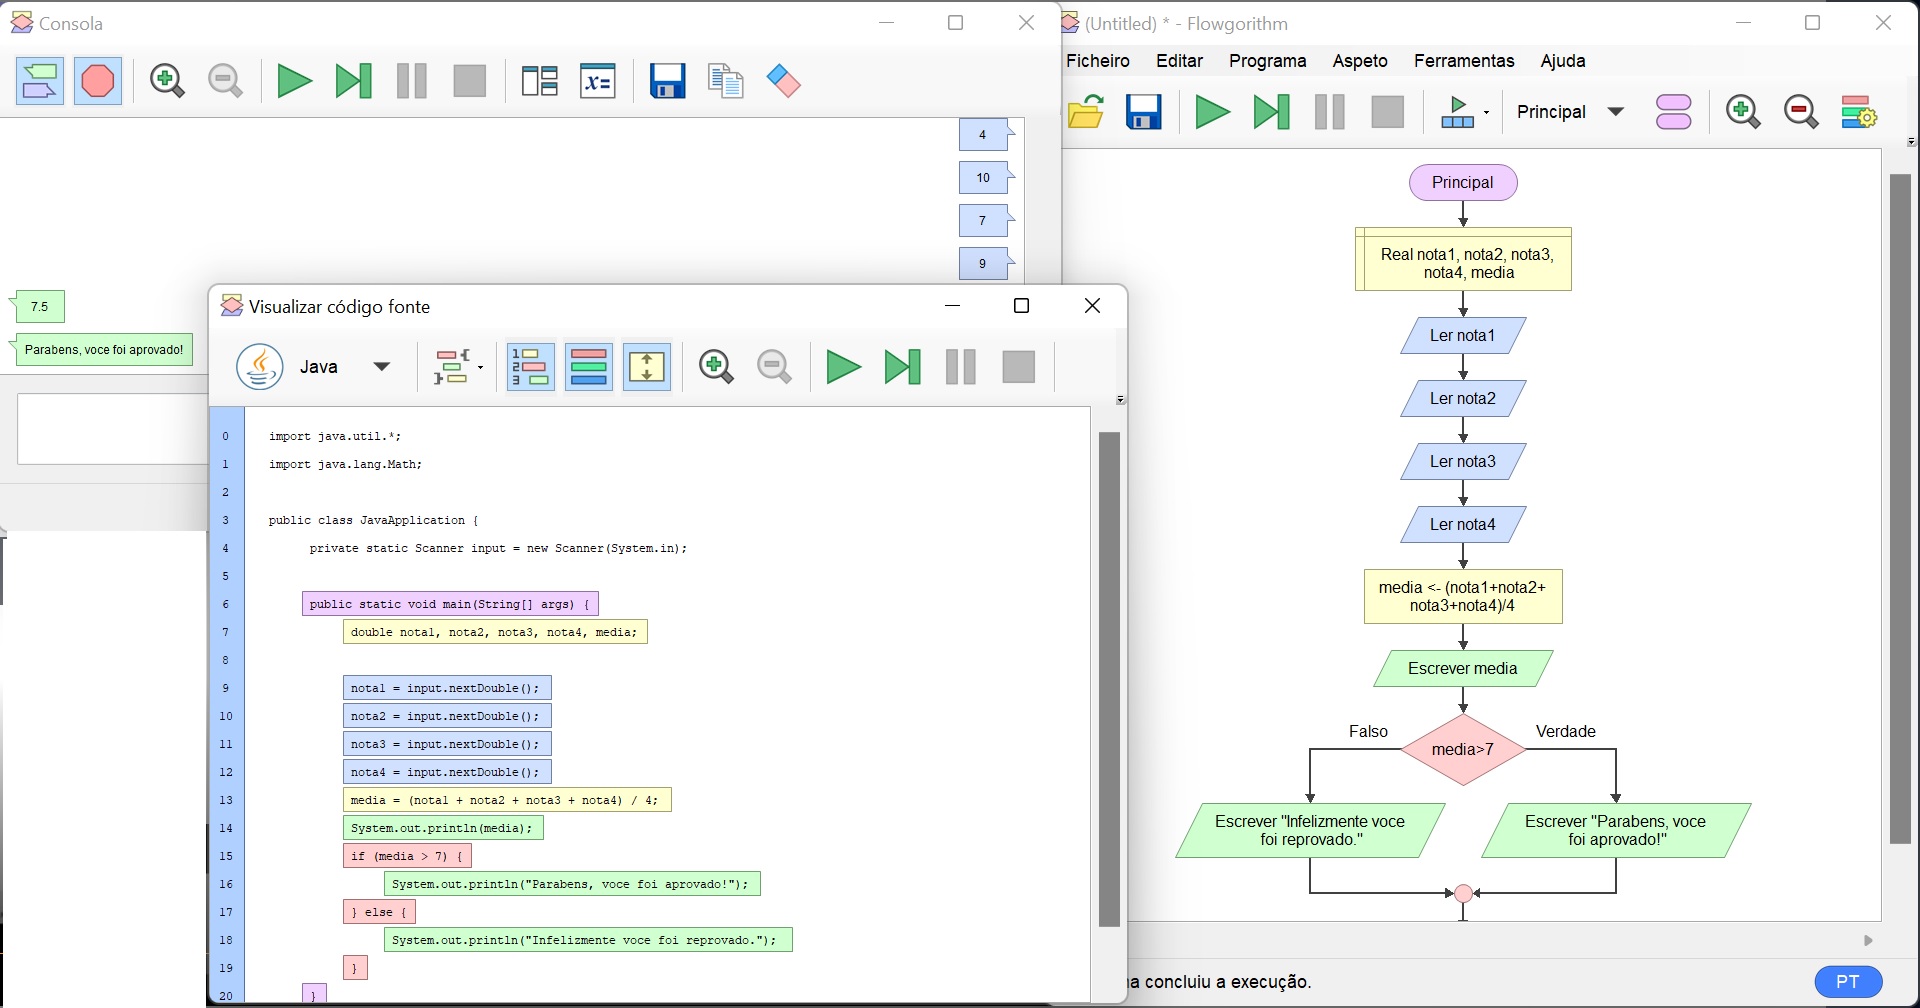 Consola
4
10
7
9
7.5
Parabens, voce foi aprovado!
Visualizar código fonte
Java
0 import java.util.*;
1 import java.lang.Math;
2
3 public class JavaApplication {
4 private static Scanner input = new Scanner(System.in);
5
6 public static void main(String[] args) {
7 double nota1, nota2, nota3, nota4, media;
8
9 nota1 = input.nextDouble();
10 nota2 = input.nextDouble();
11 nota3 = input.nextDouble();
12 nota4 = input.nextDouble();
13 media = (nota1 + nota2 + nota3 + nota4) / 4;
14 System.out.println(media);
15 if (media > 7) {
16 System.out.println("Parabens, voce foi aprovado!");
17 } else {
18 System.out.println("Infelizmente voce foi reprovado.");
19 }
20 }
(Untitled) * - Flowgorithm
Ficheiro Editar Programa Aspeto Ferramentas Ajuda
Principal
Principal
Real nota1, nota2, nota3,
nota4, media
Ler nota1
Ler nota2
Ler nota3
Ler nota4
media <- (nota1+nota2+
nota3+nota4)/4
Escrever media
Falso
media>7
Verdade
Escrever "Infelizmente voce
foi reprovado."
Escrever "Parabens, voce
foi aprovado!"
concluiu a execução.
PT